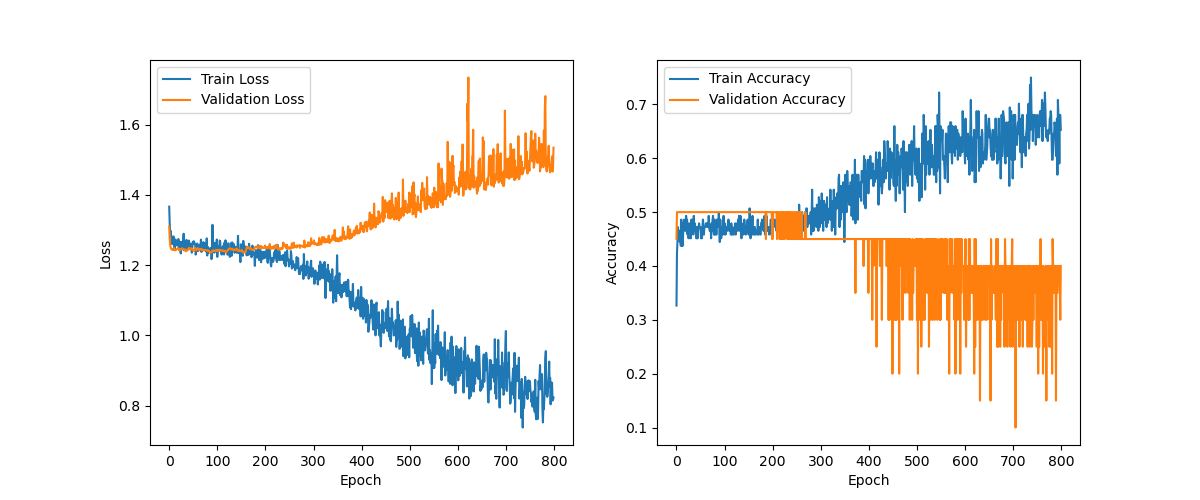 Train Loss
Validation Loss
1.6
1.4
1.2
1.0
0.8
0 100 200 300 400 500 600 700 800
Epoch
Loss
Train Accuracy
Validation Accuracy
0.7
0.6
0.5
0.4
0.3
0.2
0.1
0 100 200 300 400 500 600 700 800
Epoch
Accuracy